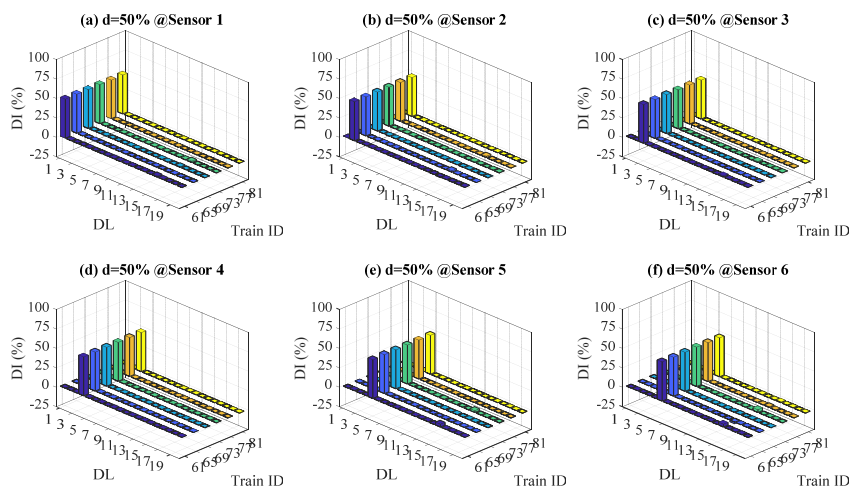 (a) d=50% @Sensor 1
(b) d=50% @Sensor 2
(c) d=50% @Sensor 3
100
75
50
25
0
-25
DI (%)
1 3 5 7 9 11 13 15 17 19
DL
61 65 69 73 77 81
Train ID
100
75
50
25
0
-25
DI (%)
1 3 5 7 9 11 13 15 17 19
DL
61 65 69 73 77 81
Train ID
100
75
50
25
0
-25
DI (%)
1 3 5 7 9 11 13 15 17 19
DL
61 65 69 73 77 81
Train ID
(d) d=50% @Sensor 4
(e) d=50% @Sensor 5
(f) d=50% @Sensor 6
100
75
50
25
0
-25
DI (%)
1 3 5 7 9 11 13 15 17 19
DL
61 65 69 73 77 81
Train ID
100
75
50
25
0
-25
DI (%)
1 3 5 7 9 11 13 15 17 19
DL
61 65 69 73 77 81
Train ID
100
75
50
25
0
-25
DI (%)
1 3 5 7 9 11 13 15 17 19
DL
61 65 69 73 77 81
Train ID